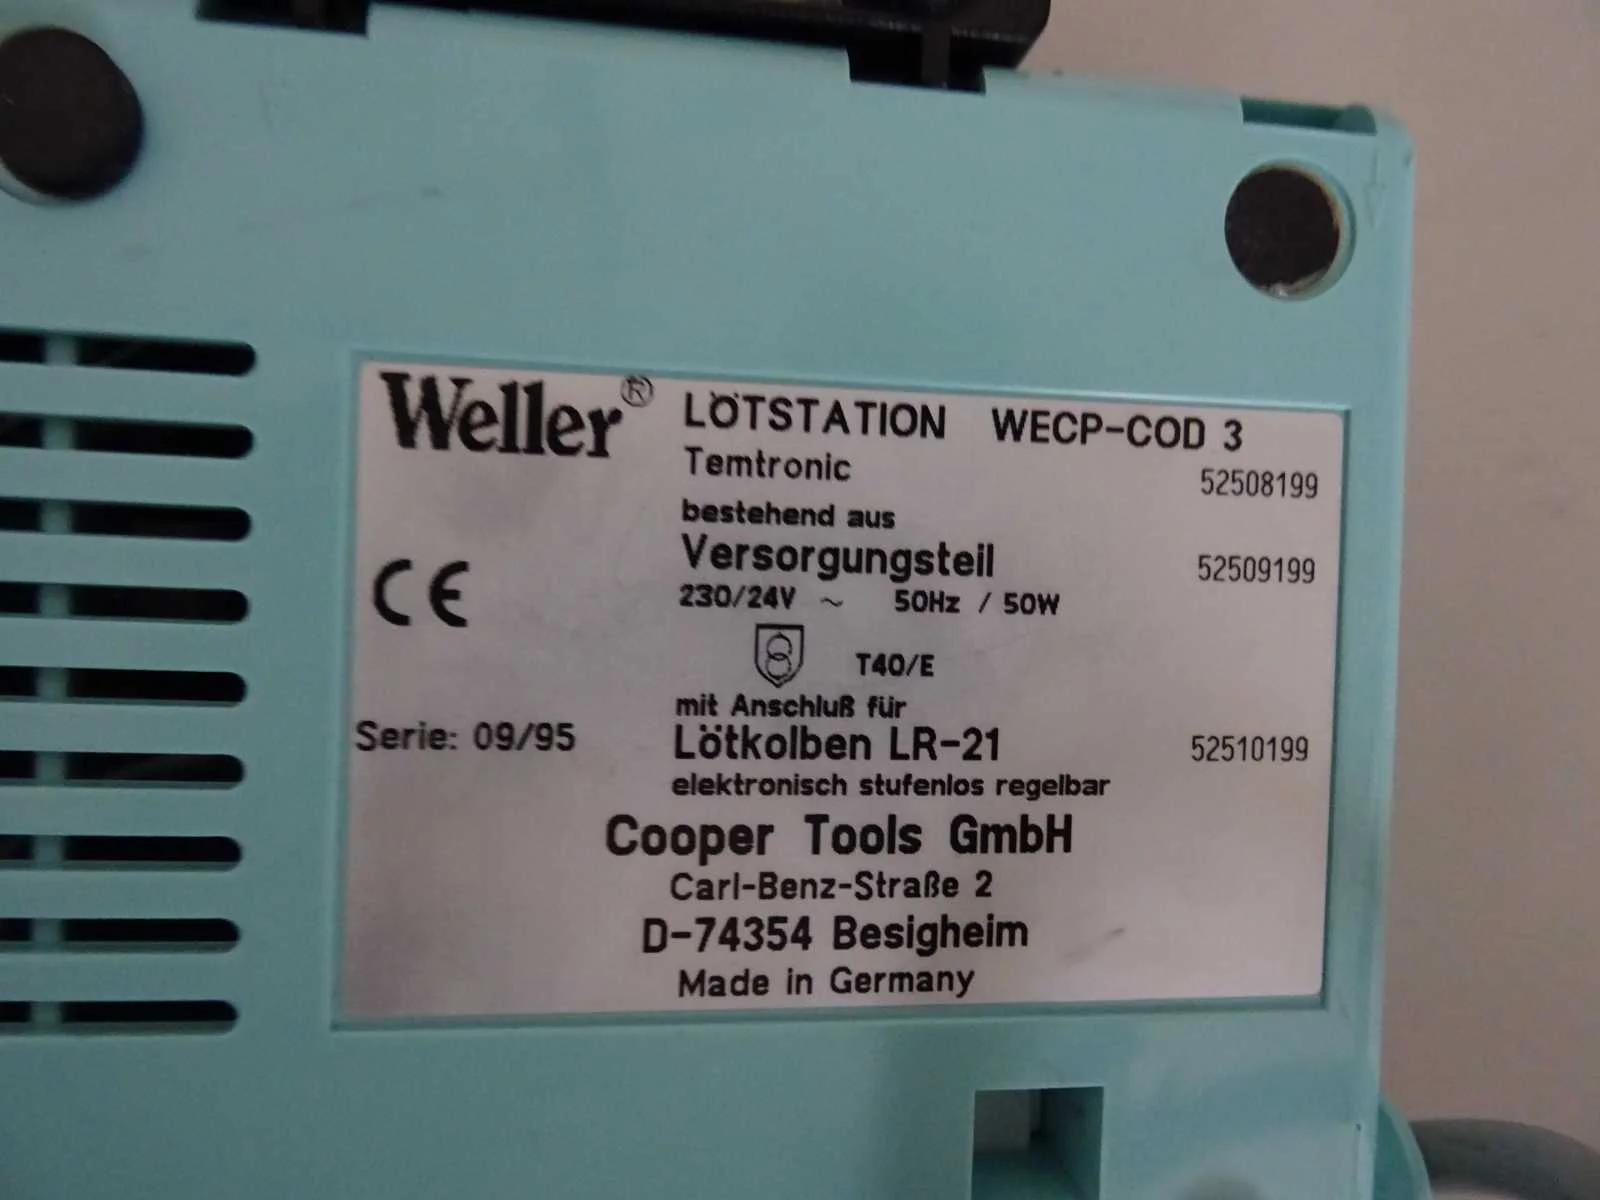 Weller® LÖTSTATION WECP-COD 3
Temtronic 52508199
bestehend aus
Versorgungsteil 52509199
CE
230/24V ~ 50Hz / 50W
T40/E
mit Anschluß für
Serie: 09/95 Lötkolben LR-21 52510199
elektronisch stufenlos regelbar
Cooper Tools GmbH
Carl-Benz-Straße 2
D-74354 Besigheim
Made in Germany